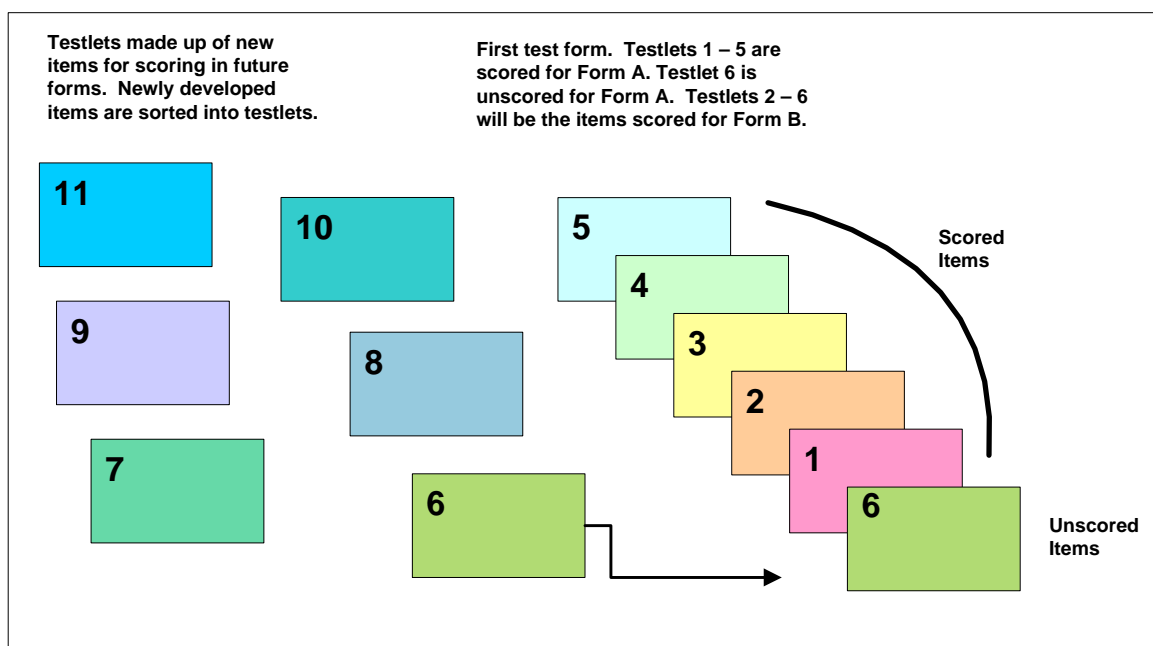 Testlets made up of new
items for scoring in future
forms. Newly developed
items are sorted into testlets.
First test form. Testlets 1 – 5 are
scored for Form A. Testlet 6 is
unscored for Form A. Testlets 2 – 6
will be the items scored for Form B.
11
10
9
8
7
6
5
4
3
2
1
6
Scored
Items
Unscored
Items